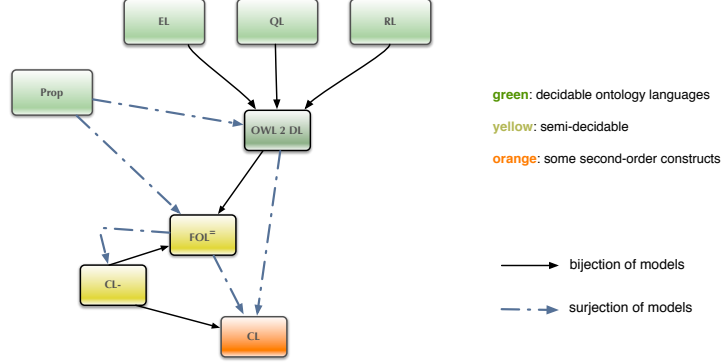 EL
QL
RL
Prop
OWL 2 DL
FOL=
CL-
CL
green: decidable ontology languages
yellow: semi-decidable
orange: some second-order constructs
bijection of models
surjection of models